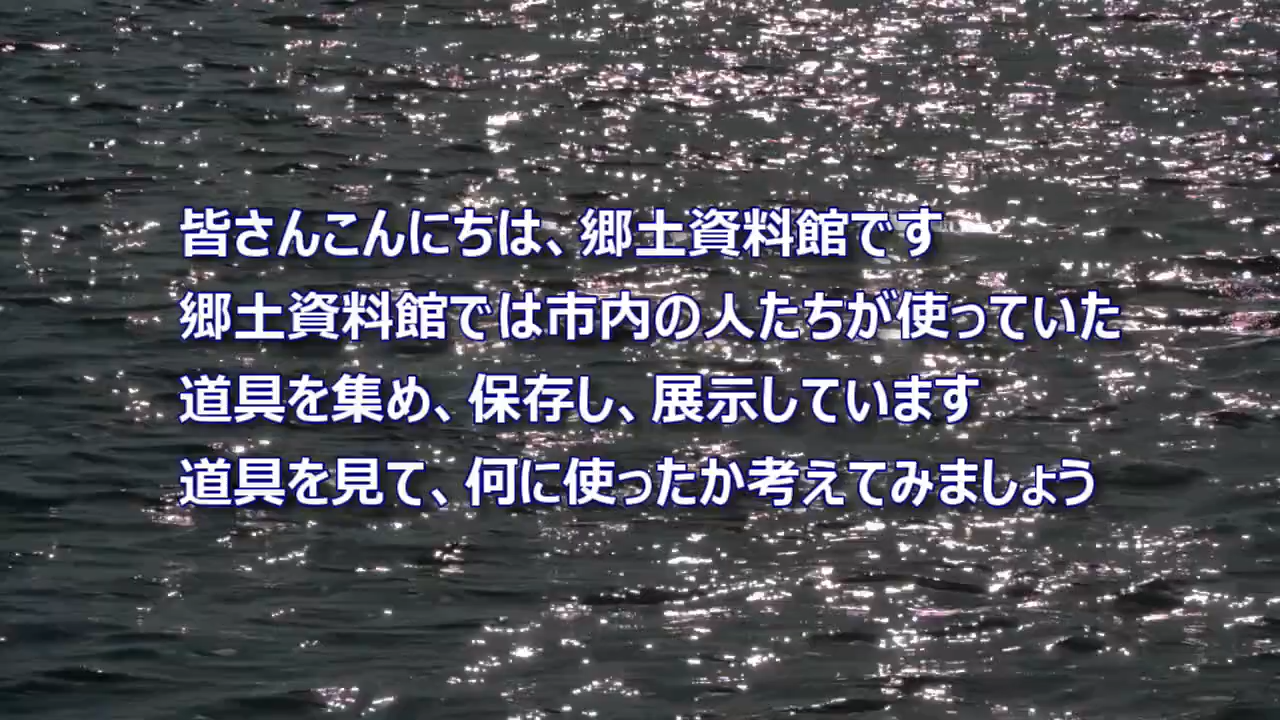 皆さんこんにちは、郷土資料館です
郷土資料館では市内の人たちが使っていた
道具を集め、保存し、展示しています
道具を見て、何に使ったか考えてみましょう